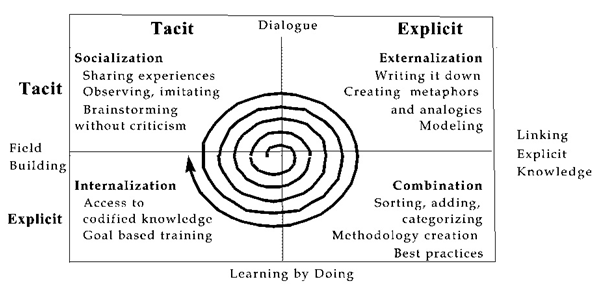 Tacit
Dialogue
Explicit
Tacit
Socialization
Sharing experiences
Observing, imitating
Brainstorming
without criticism
Externalization
Writing it down
Creating metaphors
and analogies
Modeling
Field
Building
Linking
Explicit
Knowledge
Explicit
Internalization
Access to
codified knowledge
Goal based training
Combination
Sorting, adding,
categorizing
Methodology creation
Best practices
Learning by Doing